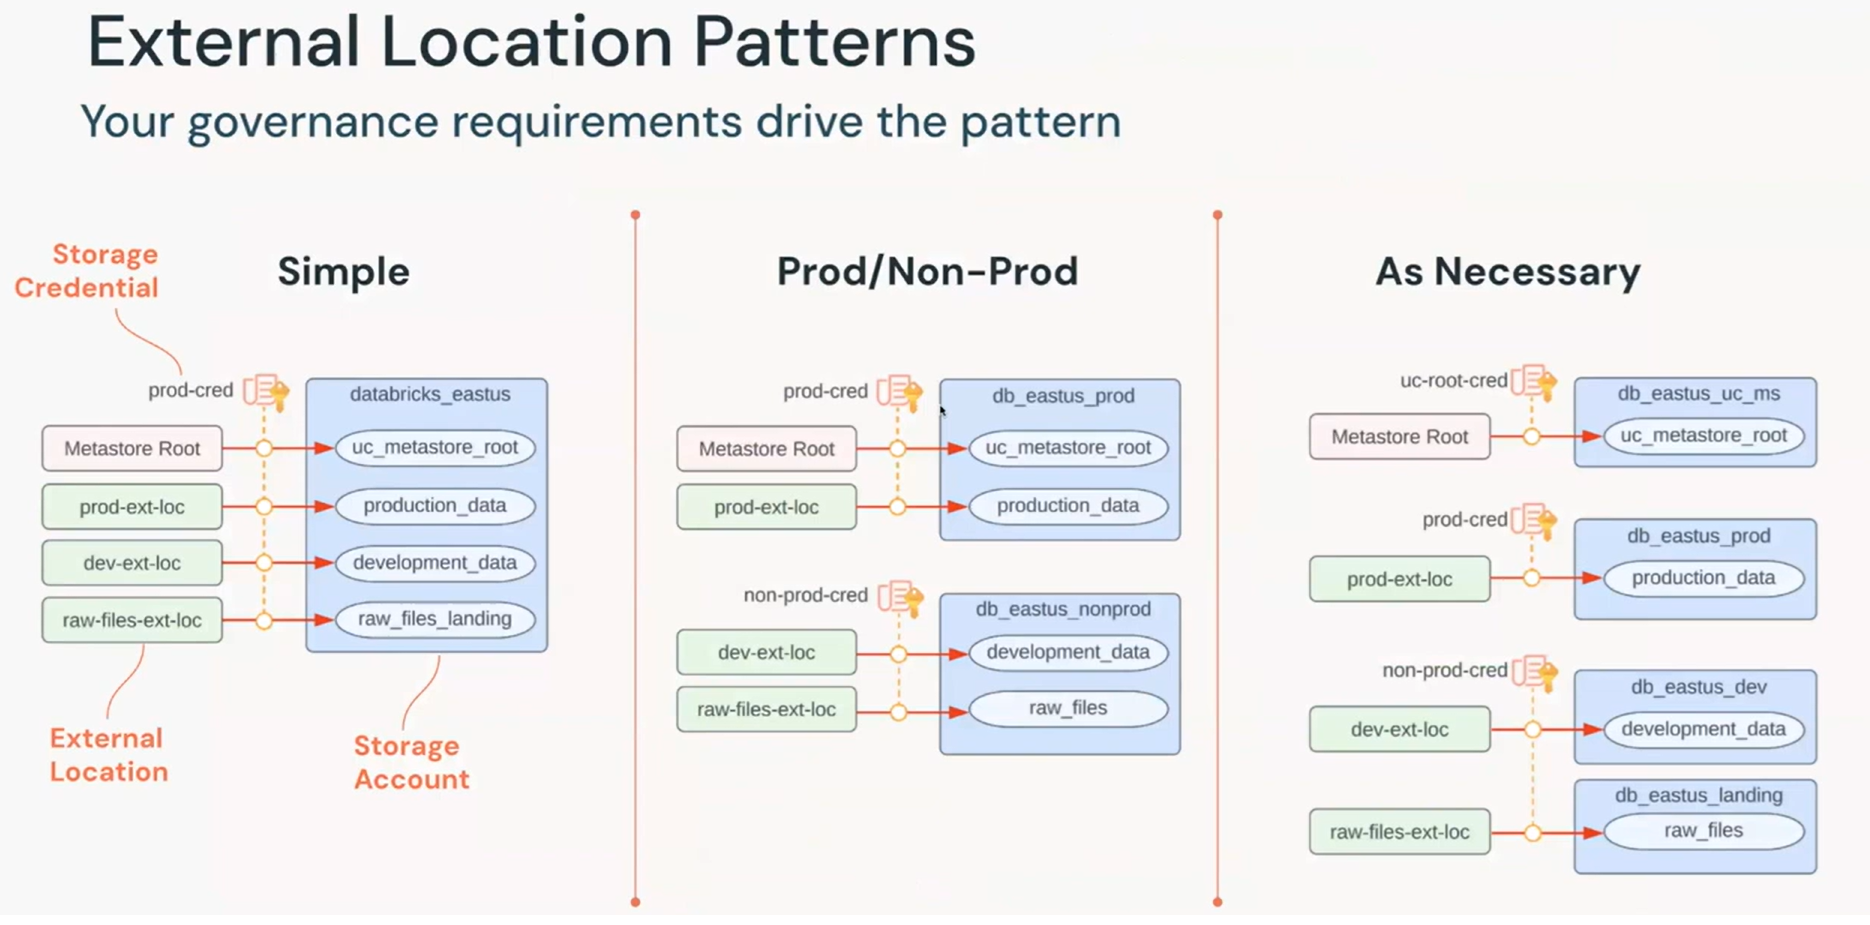 External Location Patterns
Your governance requirements drive the pattern
Storage
Credential
Simple
prod-cred
databricks_eastus
Metastore Root
uc_metastore_root
prod-ext-loc
production_data
dev-ext-loc
development_data
raw-files-ext-loc
raw_files_landing
External
Location
Storage
Account
Prod/Non-Prod
prod-cred
db_eastus_prod
Metastore Root
uc_metastore_root
prod-ext-loc
production_data
non-prod-cred
db_eastus_nonprod
dev-ext-loc
development_data
raw-files-ext-loc
raw_files
As Necessary
uc-root-cred
db_eastus_uc_ms
Metastore Root
uc_metastore_root
prod-cred
db_eastus_prod
prod-ext-loc
production_data
non-prod-cred
db_eastus_dev
dev-ext-loc
development_data
db_eastus_landing
raw-files-ext-loc
raw_files